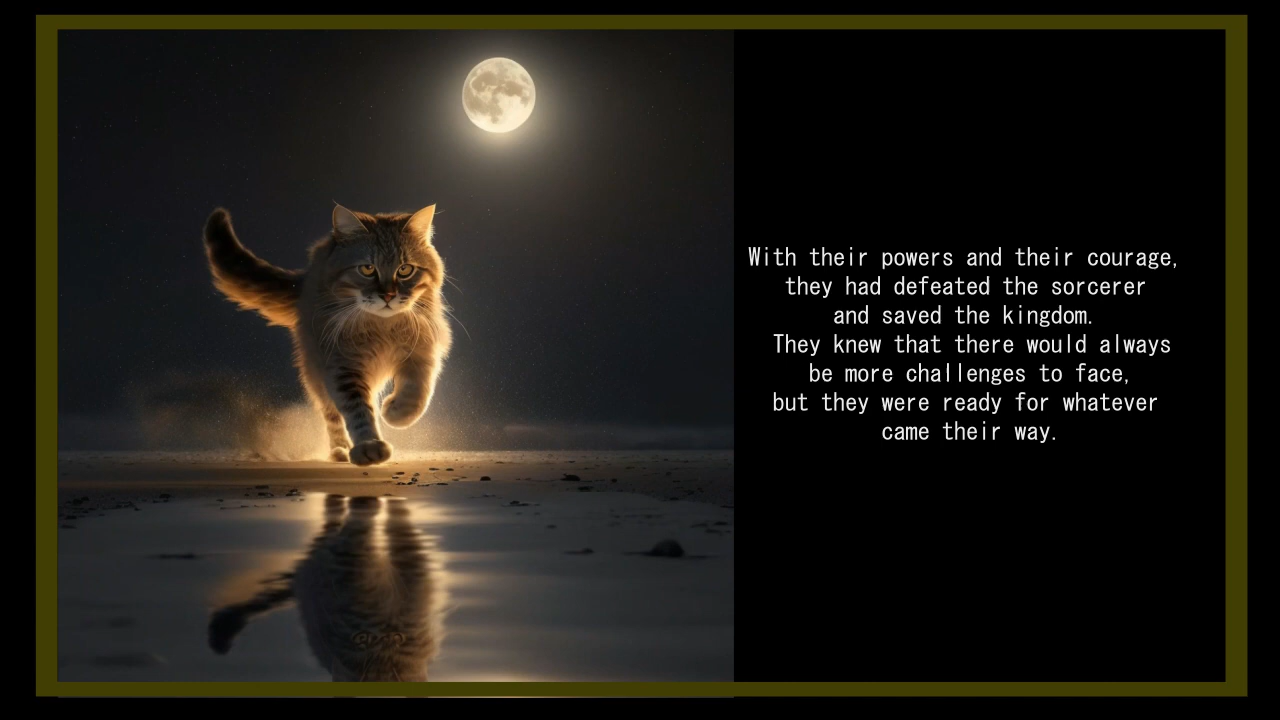 With their powers and their courage,
they had defeated the sorcerer
and saved the kingdom.
They knew that there would always
be more challenges to face,
but they were ready for whatever
came their way.